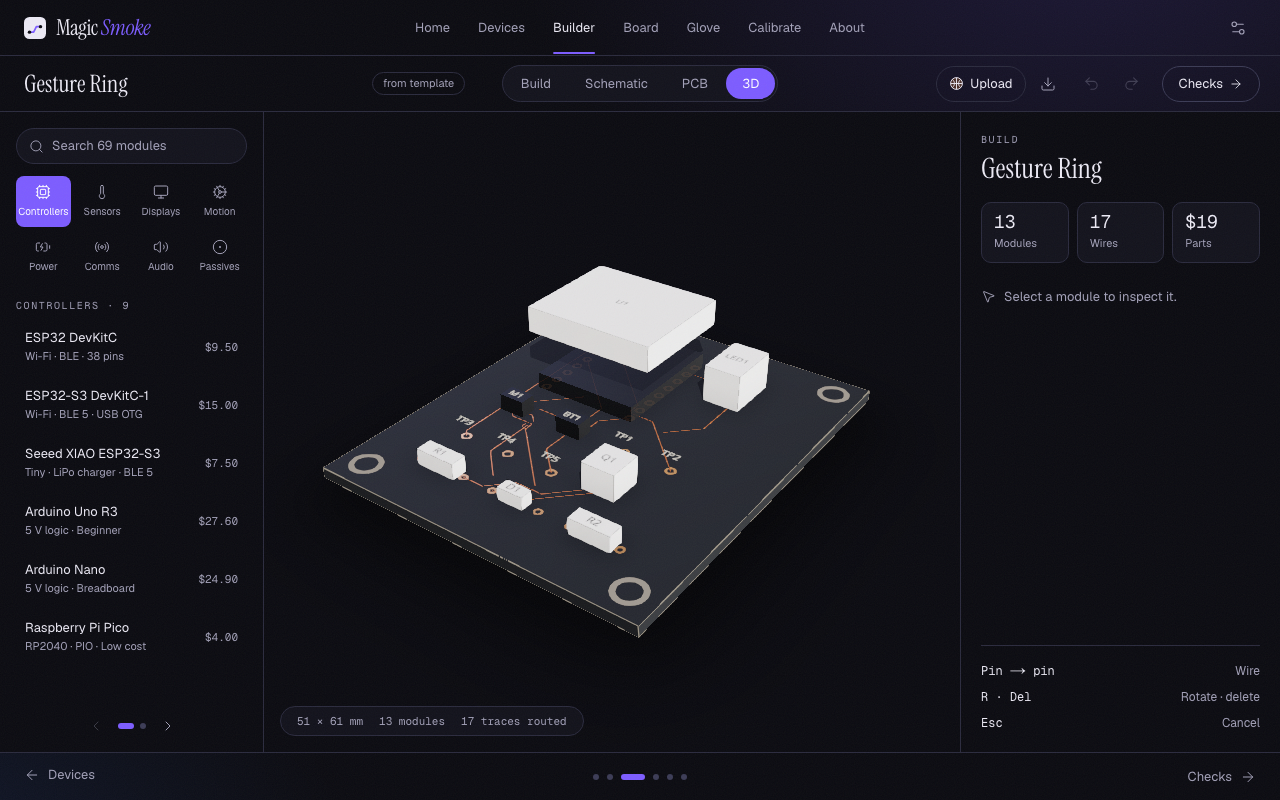 Magic Smoke
Home
Devices
Builder
Board
Glove
Calibrate
About
Gesture Ring
from template
Build
Schematic
PCB
3D
Upload
Checks
Search 69 modules
Controllers
Sensors
Displays
Motion
Power
Comms
Audio
Passives
CONTROLLERS · 9
ESP32 DevKitC
Wi-Fi · BLE · 38 pins
$9.50
ESP32-S3 DevKitC-1
Wi-Fi · BLE 5 · USB OTG
$15.00
Seeed XIAO ESP32-S3
Tiny · LiPo charger · BLE 5
$7.50
Arduino Uno R3
5 V logic · Beginner
$27.60
Arduino Nano
5 V logic · Breadboard
$24.90
Raspberry Pi Pico
RP2040 · PIO · Low cost
$4.00
LED1
M1
BT1
TP3
TP4
TP1
TP2
TP5
R1
Q1
D1
R2
51 × 61 mm 13 modules 17 traces routed
BUILD
Gesture Ring
13
Modules
17
Wires
$19
Parts
Select a module to inspect it.
Pin → pin
Wire
R · Del
Rotate · delete
Esc
Cancel
Devices
Checks